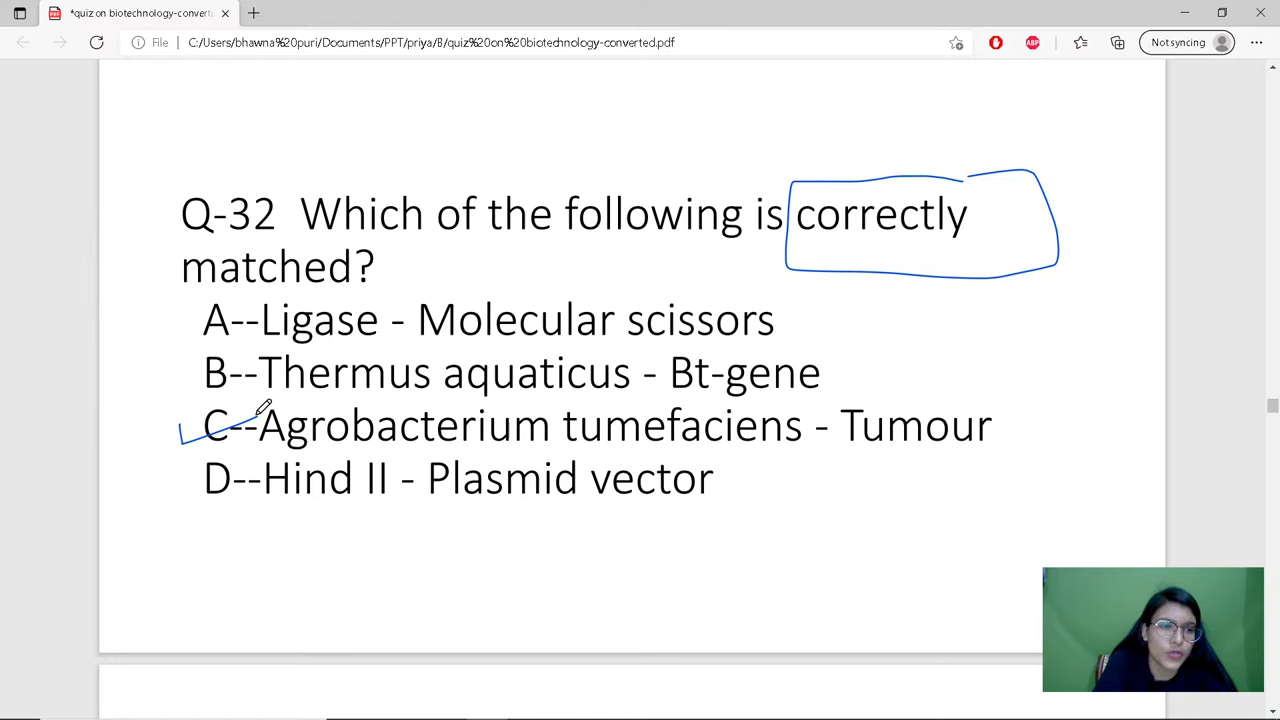 *quiz on biotechnology-converte
File
C:/Users/bhawna%20puri/Documents/PPT/priya/B/quiz%20on%20biotechnology-converted.pdf
ABP
Not syncing
Q-32 Which of the following is correctly
matched?
A--Ligase - Molecular scissors
B--Thermus aquaticus - Bt-gene
C--Agrobacterium tumefaciens - Tumour
D--Hind II - Plasmid vector